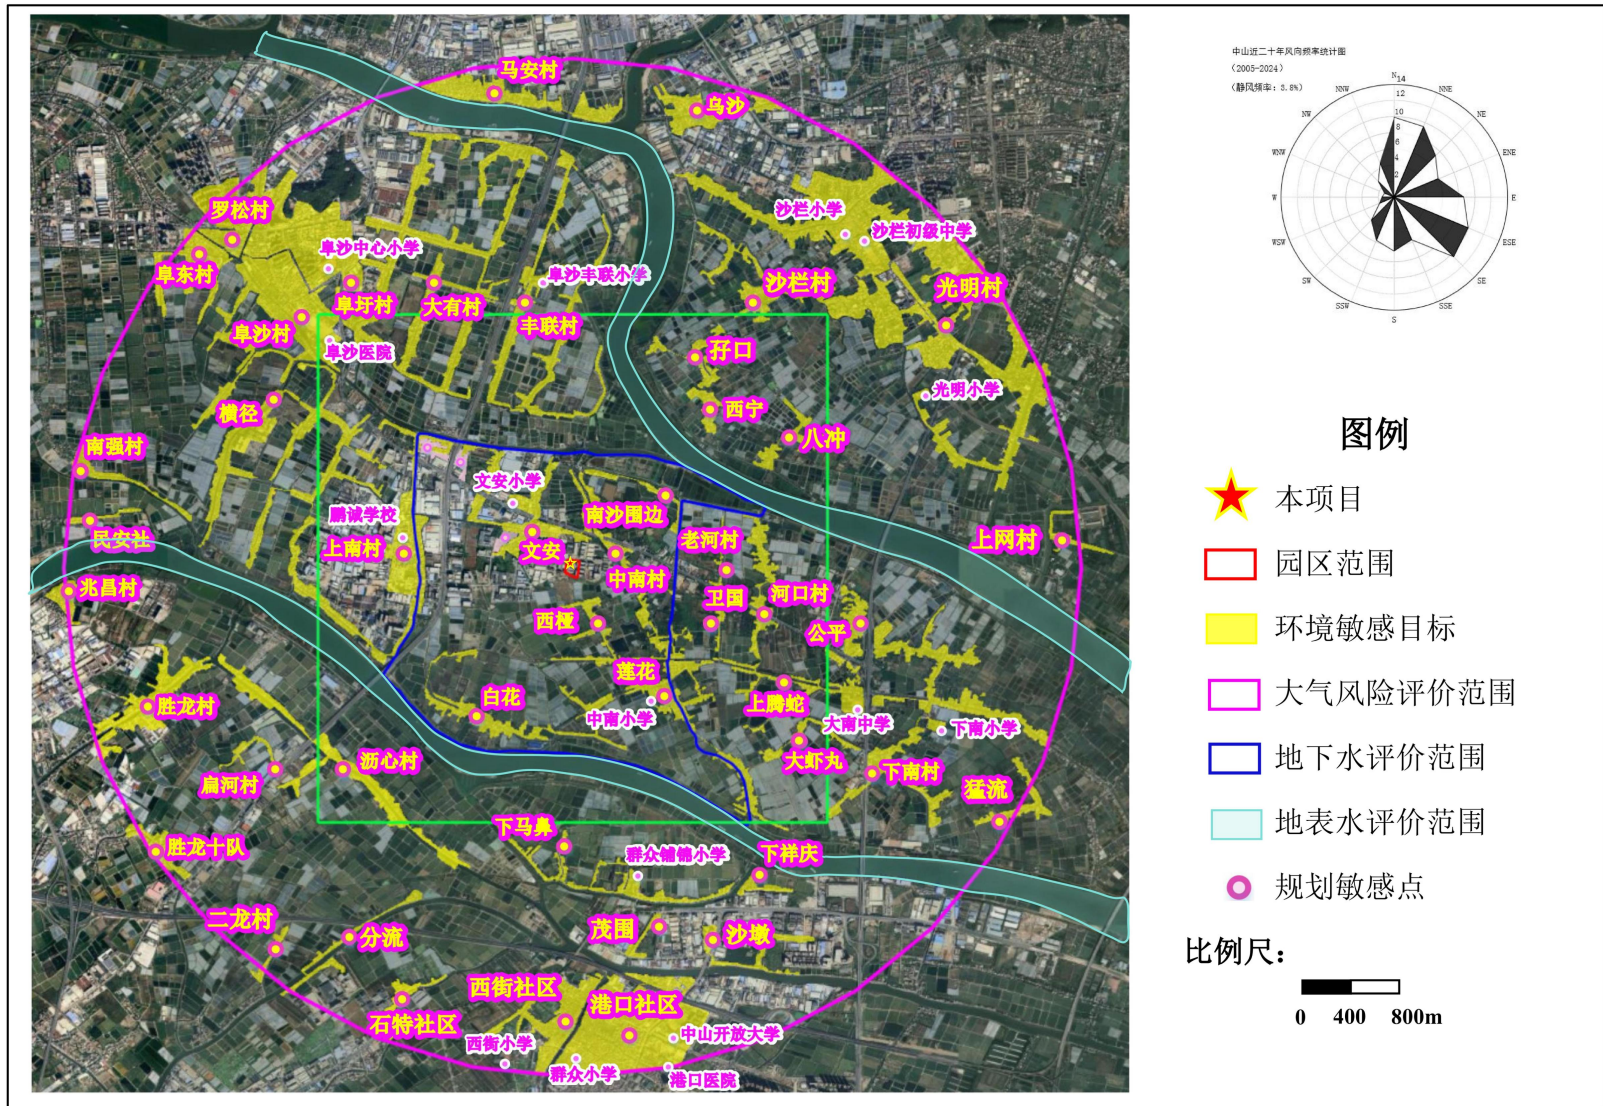 马安村
乌沙
罗松村
沙栏小学
沙栏初级中学
阜沙中心小学
阜东村
阜沙丰联小学
阜圩村
大有村
沙栏村
光明村
阜沙村
丰联村
阜沙医院
孖口
光明小学
横径
西宁
八冲
南强村
文安小学
鹏诚学校
南沙围边
民安社
上南村
文安
老河村
上网村
中南村
兆昌村
卫国
河口村
西桠
公平
莲花
胜龙村
白花
中南小学
上腾蛇
大南中学
下南小学
沥心村
大虾丸
下南村
扁河村
猛流
下马鼻
胜龙十队
群众铺锦小学
下祥庆
二龙村
分流
茂围
沙墩
西街社区
港口社区
石特社区
西街小学
中山开放大学
群众小学
港口医院
中山近二十年风向频率统计图
(2005-2024)
(静风频率: 3.8%)
N
14
12
10
8
6
4
2
NNE
NE
ENE
E
ESE
SE
SSE
S
SSW
SW
WSW
W
WNW
NW
NNW
图例
本项目
园区范围
环境敏感目标
大气风险评价范围
地下水评价范围
地表水评价范围
规划敏感点
比例尺：
0 400 800m